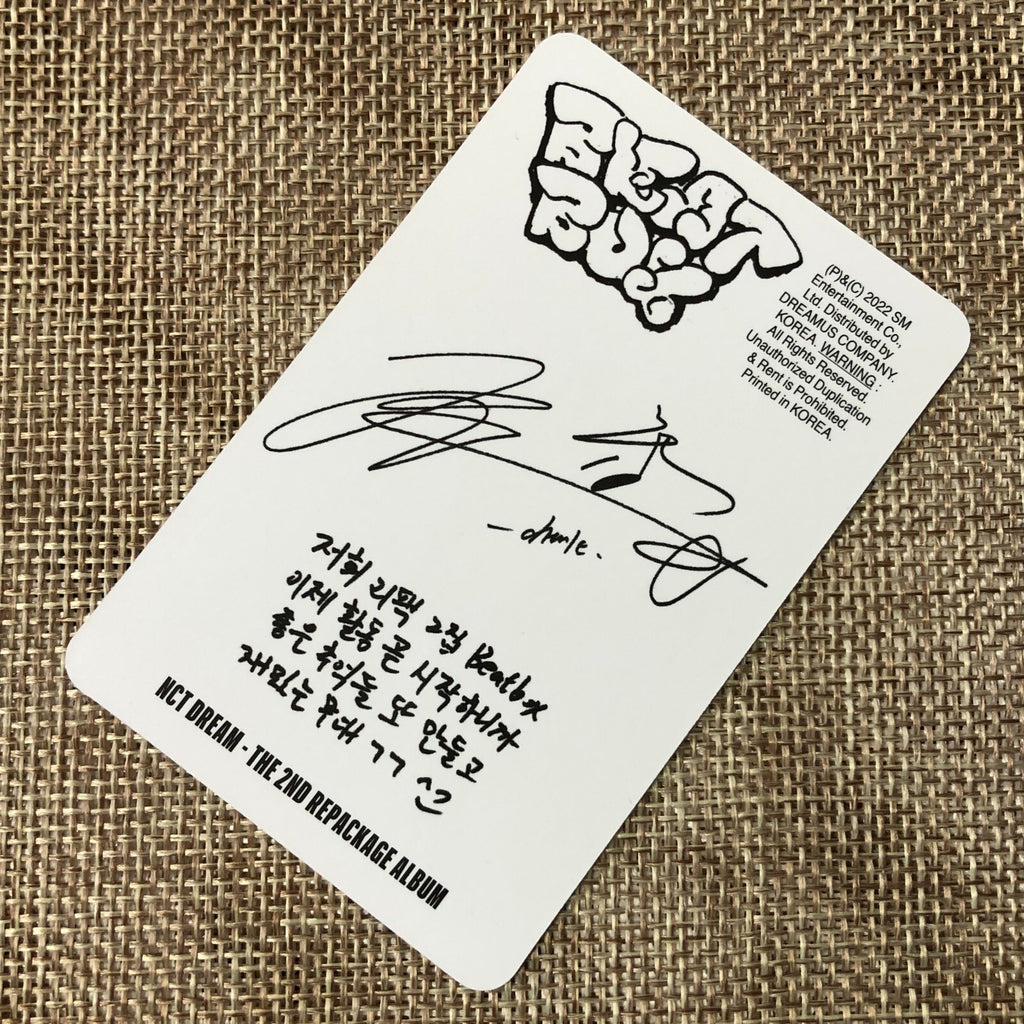 BEAT
BOX
(P)&(C) 2022 SM
Entertainment Co.,
Ltd. Distributed by
DREAMUS COMPANY.
KOREA. WARNING :
All Rights Reserved.
Unauthorized Duplication
& Rent is Prohibited.
Printed in KOREA.
— chenle.
저희 리팩 2집 Beatbox
이제 활동 곧 시작하니까
좋은 추억들 또 만들고
재밌는 무대 ㄱㄱ ^^
NCT DREAM - THE 2ND REPACKAGE ALBUM